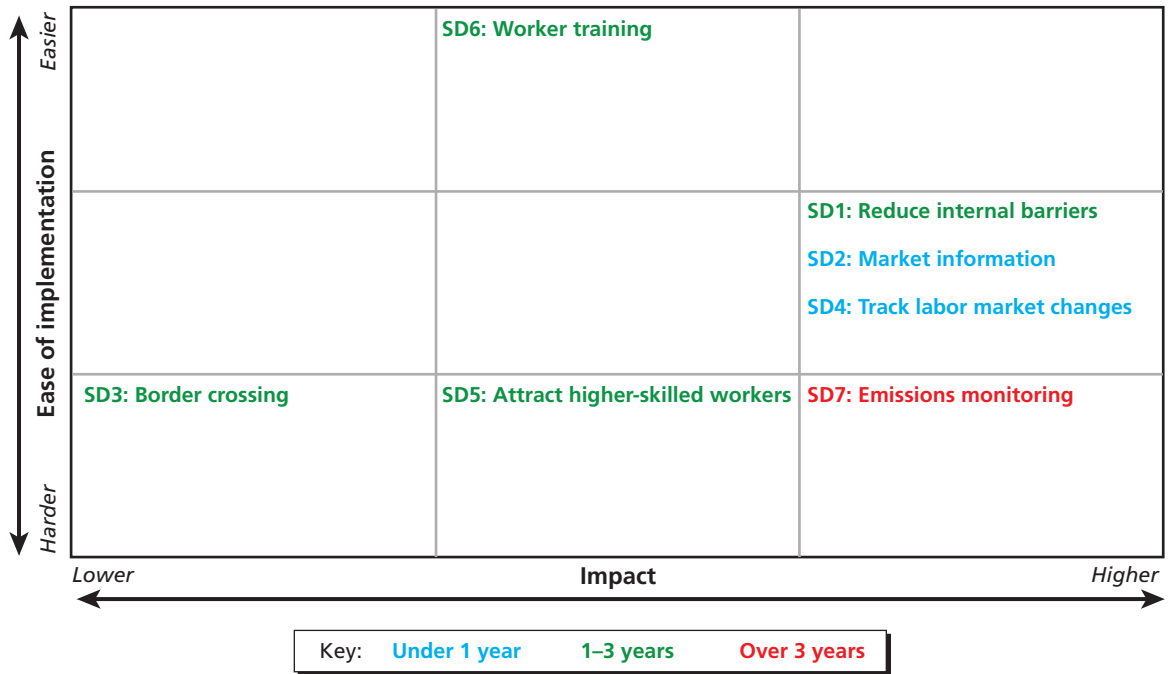 Easier
Ease of implementation
Harder
SD6: Worker training
SD1: Reduce internal barriers
SD2: Market information
SD4: Track labor market changes
SD3: Border crossing
SD5: Attract higher-skilled workers
SD7: Emissions monitoring
Lower
Impact
Higher
Key: Under 1 year 1–3 years Over 3 years